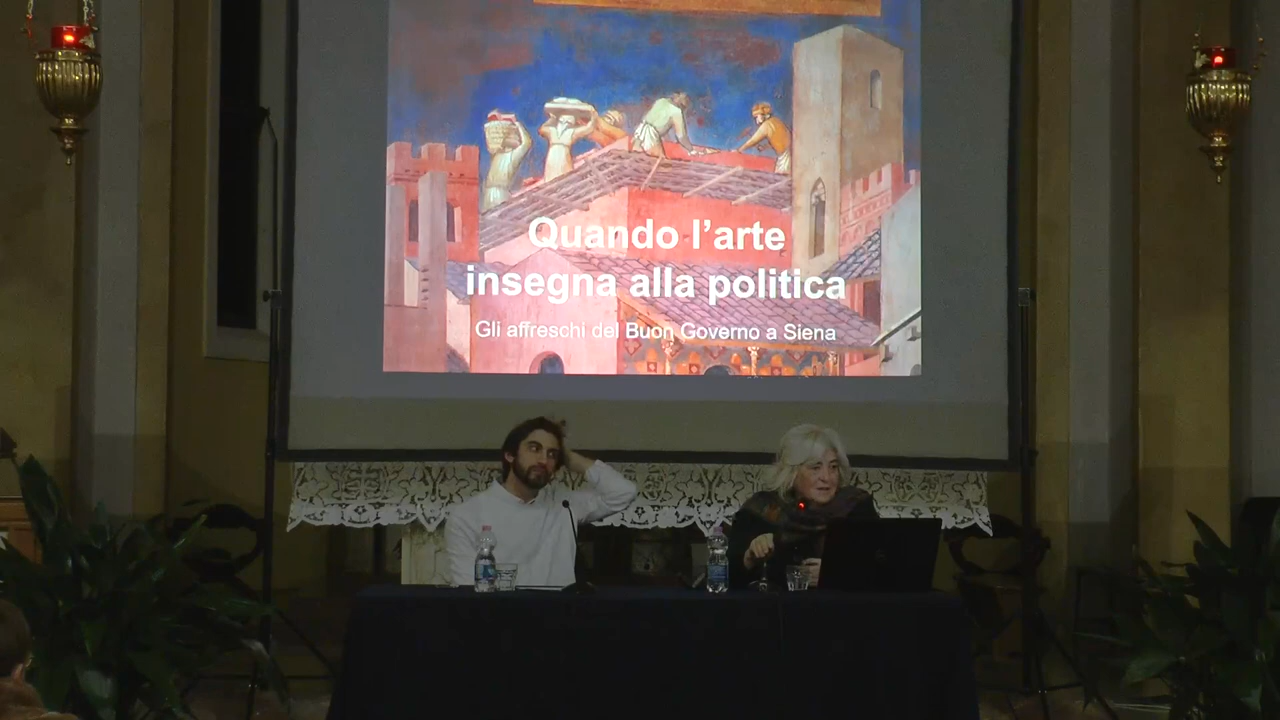 Quando l’arte
insegna alla politica
Gli affreschi del Buon Governo a Siena